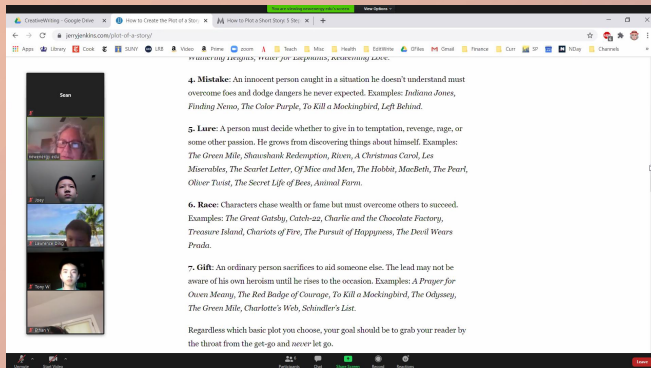 View Options
CreativeWriting - Google Drive
How to Create the Plot of a Story
How to Plot a Short Story: 5 Steps
jerryjenkins.com/plot-of-a-story/
Apps Library Cook E SUNY LRB Video Prime zoom Teach Misc Health EditWrite GFiles Gmail Finance Curr SF NDay Channels
Wuthering Heights, Water for Elephants, Redeeming Love.
4. Mistake: An innocent person caught in a situation he doesn't understand must
overcome foes and dodge dangers he never expected. Examples: Indiana Jones,
Finding Nemo, The Color Purple, To Kill a Mockingbird, Left Behind.
5. Lure: A person must decide whether to give in to temptation, revenge, rage, or
some other passion. He grows from discovering things about himself. Examples:
The Green Mile, Shawshank Redemption, Riven, A Christmas Carol, Les
Miserables, The Scarlet Letter, Of Mice and Men, The Hobbit, MacBeth, The Pearl,
Oliver Twist, The Secret Life of Bees, Animal Farm.
6. Race: Characters chase wealth or fame but must overcome others to succeed.
Examples: The Great Gatsby, Catch-22, Charlie and the Chocolate Factory,
Treasure Island, Chariots of Fire, The Pursuit of Happyness, The Devil Wears
Prada.
7. Gift: An ordinary person sacrifices to aid someone else. The lead may not be
aware of his own heroism until he rises to the occasion. Examples: A Prayer for
Owen Meany, The Red Badge of Courage, To Kill a Mockingbird, The Odyssey,
The Green Mile, Charlotte's Web, Schindler's List.
Regardless which basic plot you choose, your goal should be to grab your reader by
the throat from the get-go and never let go.
Sean
Joey
Tony W
Ethan Y
Unmute
Start Video
Participants
Chat
Share Screen
Record
Reactions
Leave